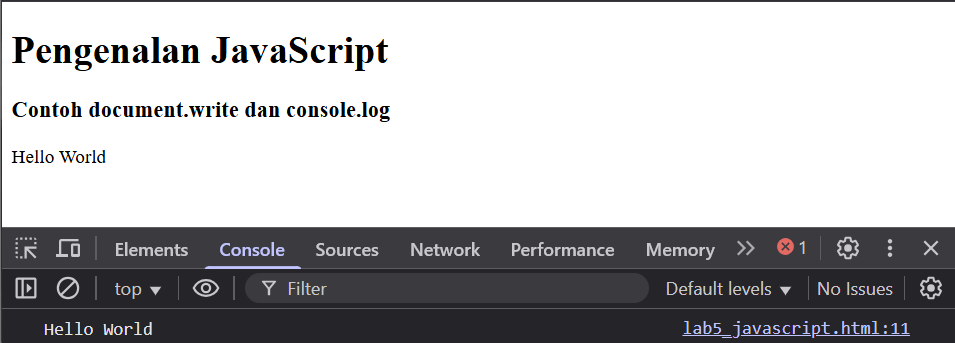 Pengenalan JavaScript
Contoh document.write dan console.log
Hello World
Elements Console Sources Network Performance Memory 1
top Filter Default levels No Issues
Hello World lab5_javascript.html:11